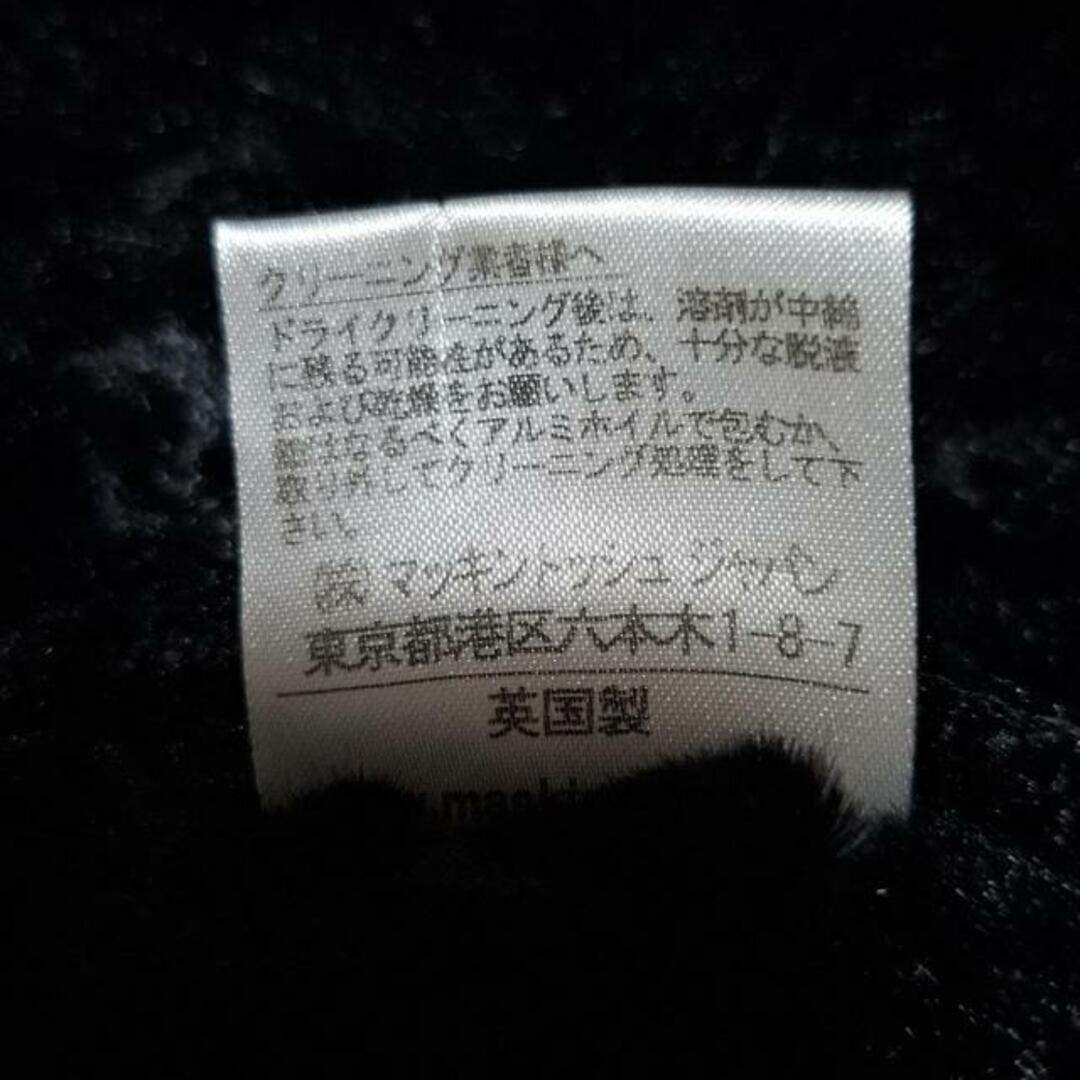 クリーニング業者様へ
ドライクリーニング後は、溶剤が中綿
に残る可能性があるため、十分な脱液
および乾燥をお願いします。
釦はなるべくアルミホイルで包むか、
取り外してクリーニング処理をして下
さい。
㈱ マッキントッシュ ジャパン
東京都港区六本木1-8-7
英国製